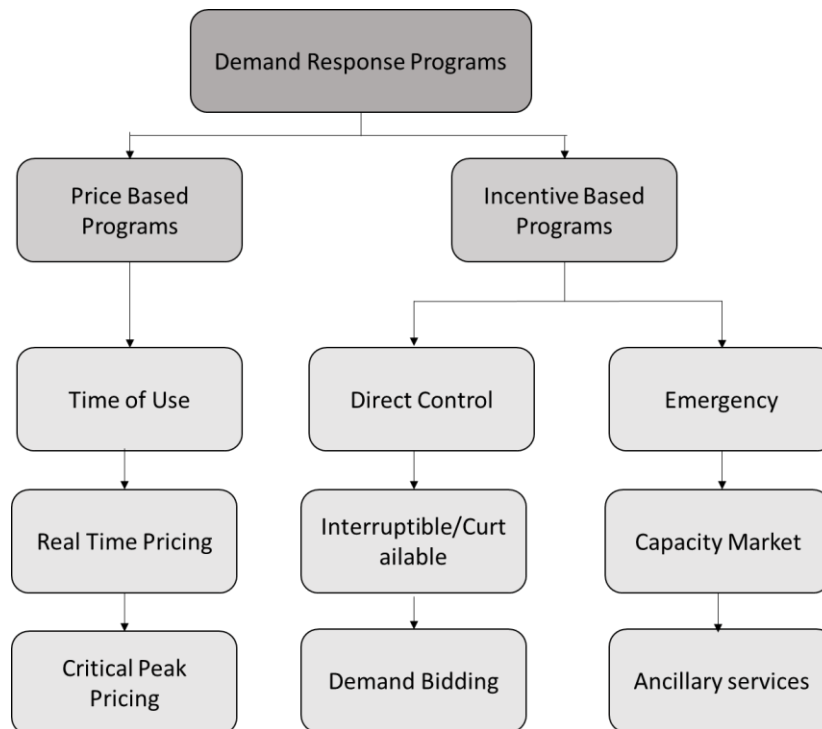 Demand Response Programs
Price Based
Programs
Incentive Based
Programs
Time of Use
Direct Control
Emergency
Real Time Pricing
Interruptible/Curt
ailable
Capacity Market
Critical Peak
Pricing
Demand Bidding
Ancillary services